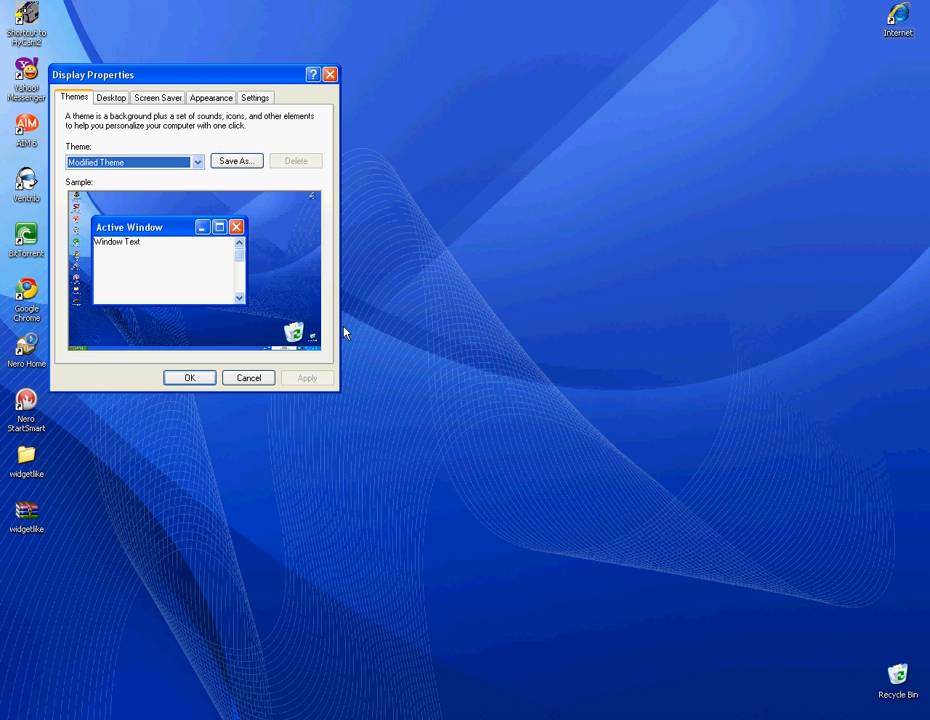 Shortcut to
HyCam2
Yahoo!
Messenger
AIM 6
Ventrilo
BitTorrent
Google
Chrome
Nero Home
Nero
StartSmart
widgetlike
widgetlike
Display Properties
Themes
Desktop
Screen Saver
Appearance
Settings
A theme is a background plus a set of sounds, icons, and other elements
to help you personalize your computer with one click.
Theme:
Modified Theme
Save As...
Delete
Sample:
Active Window
Window Text
OK
Cancel
Apply
Internet
Recycle Bin